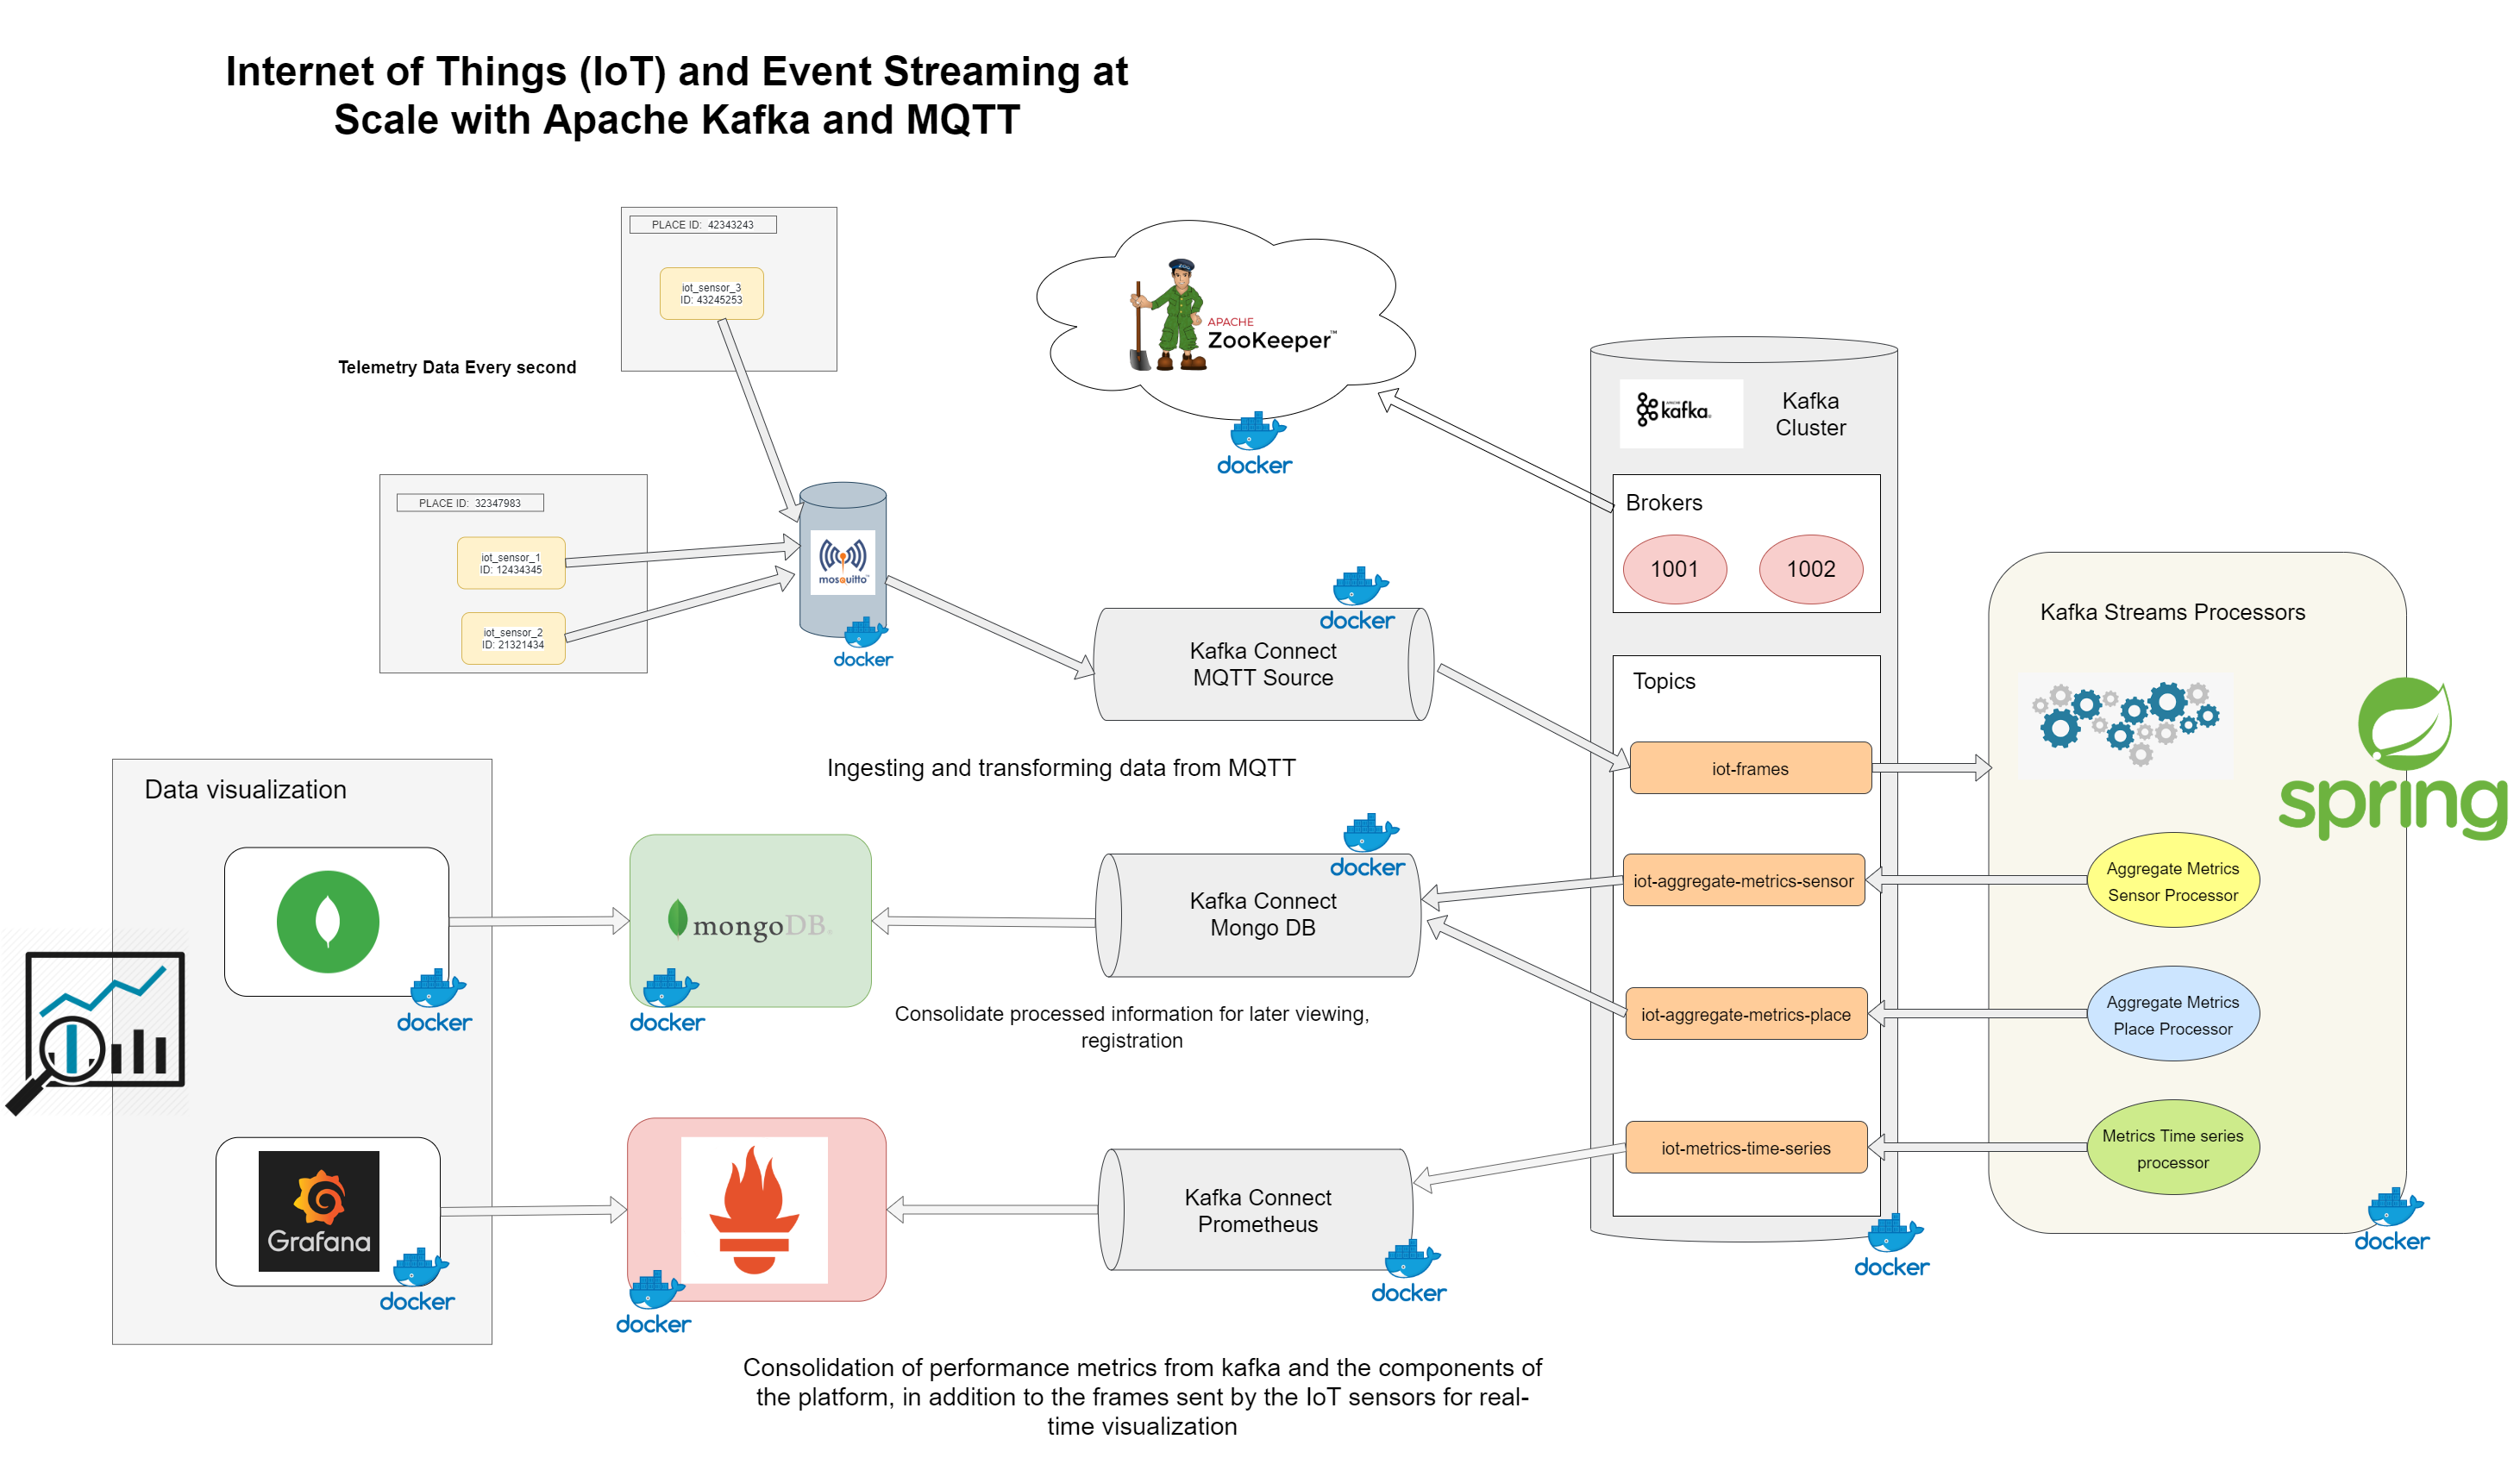 Internet of Things (IoT) and Event Streaming at
Scale with Apache Kafka and MQTT
PLACE ID: 42343243
iot_sensor_3
ID: 43245253
Telemetry Data Every second
APACHE
ZooKeeper™
docker
APACHE
kafka
Kafka
Cluster
PLACE ID: 32347983
iot_sensor_1
ID: 12434345
iot_sensor_2
ID: 21321434
mosquitto™
docker
Brokers
1001
1002
docker
Kafka Connect
MQTT Source
Kafka Streams Processors
Topics
spring
Ingesting and transforming data from MQTT
iot-frames
Data visualization
mongoDB.
docker
Kafka Connect
Mongo DB
iot-aggregate-metrics-sensor
Aggregate Metrics
Sensor Processor
docker
docker
Consolidate processed information for later viewing,
registration
iot-aggregate-metrics-place
Aggregate Metrics
Place Processor
iot-metrics-time-series
Metrics Time series
processor
Grafana
docker
docker
Kafka Connect
Prometheus
docker
docker
docker
Consolidation of performance metrics from kafka and the components of
the platform, in addition to the frames sent by the IoT sensors for real-
time visualization